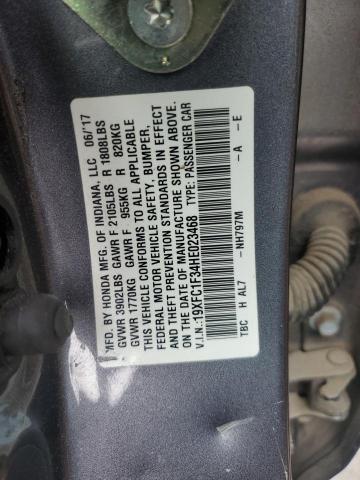 MFD. BY HONDA MFG. OF INDIANA, LLC 06/'17
GVWR 3902LBS GAWR F 2105LBS R 1808LBS
GVWR 1770KG GAWR F 955KG R 820KG
THIS VEHICLE CONFORMS TO ALL APPLICABLE
FEDERAL MOTOR VEHICLE SAFETY, BUMPER,
AND THEFT PREVENTION STANDARDS IN EFFECT
ON THE DATE OF MANUFACTURE SHOWN ABOVE.
V.I.N.:19XFC1F34HE023468 TYPE: PASSENGER CAR
TBC H AL7 -NH797M -A -E